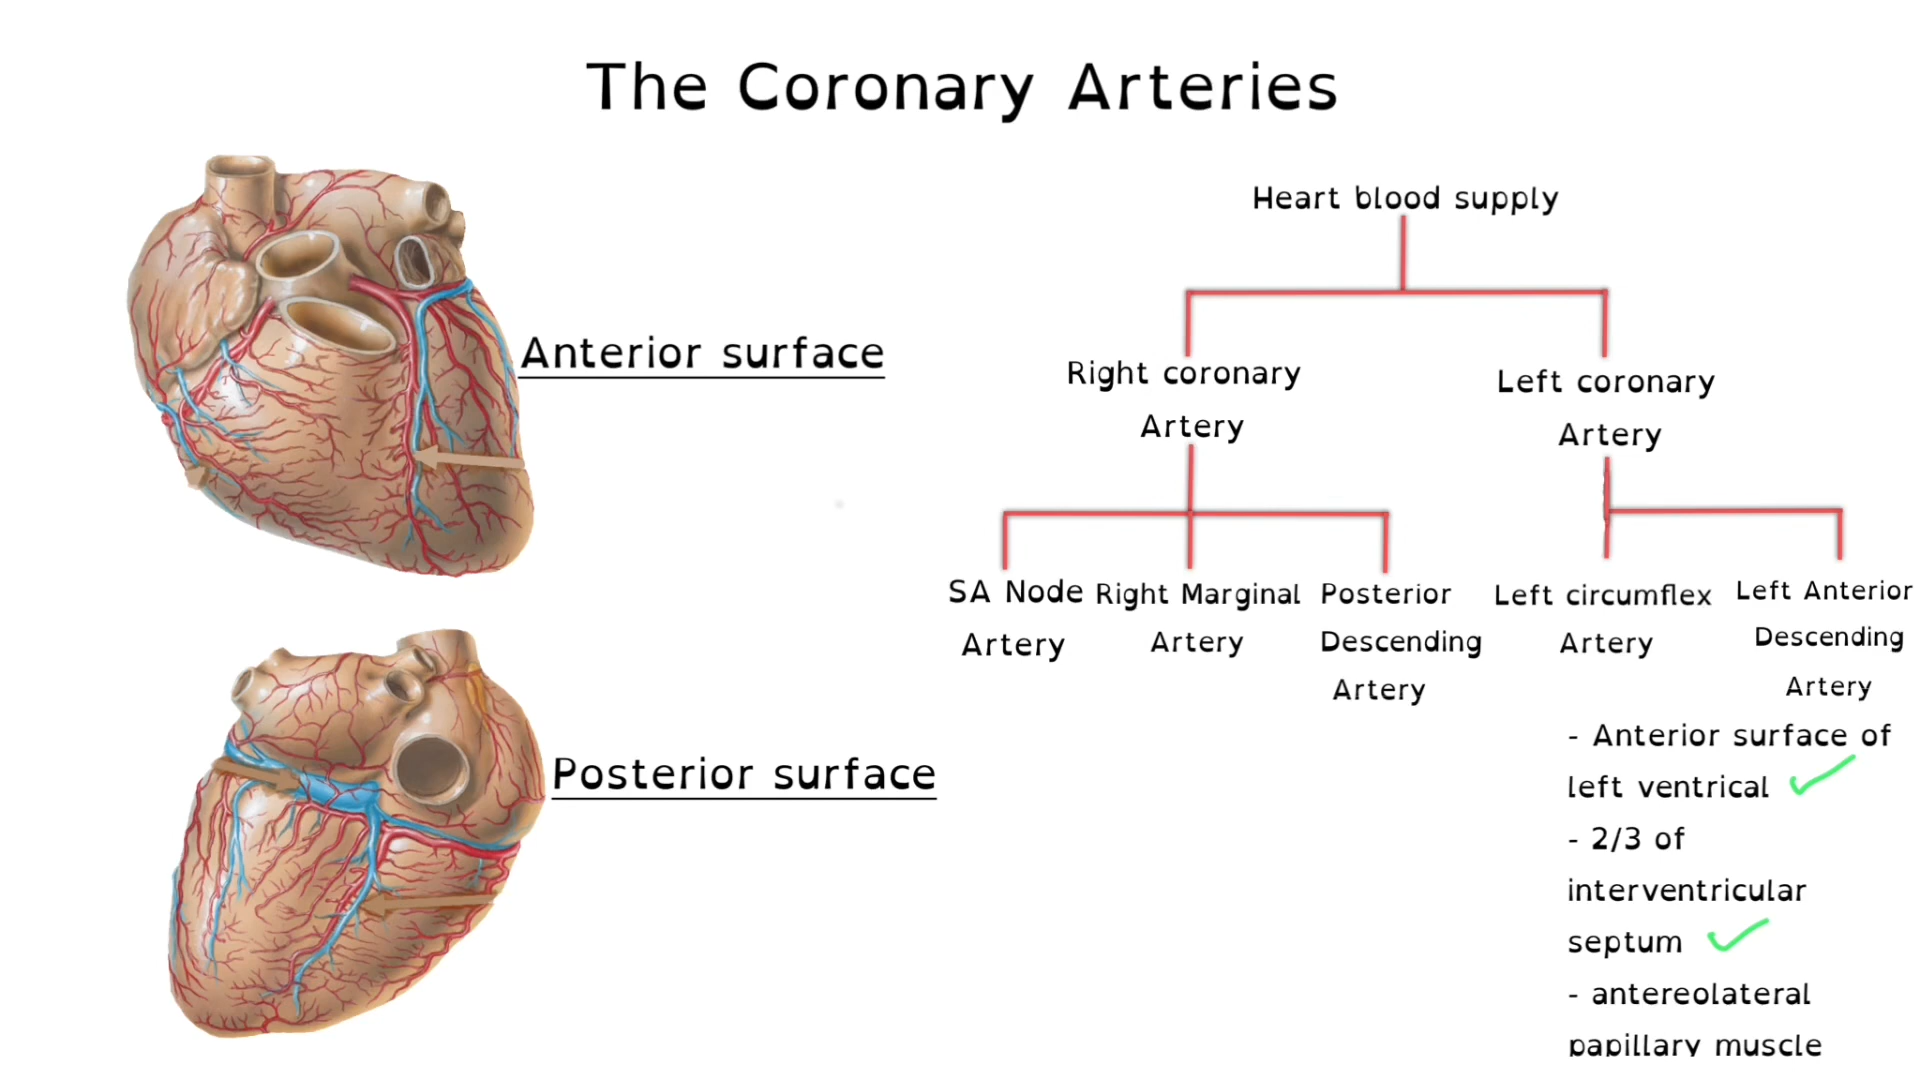 The Coronary Arteries
Heart blood supply
Anterior surface
Right coronary
Artery
Left coronary
Artery
SA Node
Artery
Right Marginal
Artery
Posterior
Descending
Artery
Left circumflex
Artery
Left Anterior
Descending
Artery
- Anterior surface of
left ventrical
- 2/3 of
interventricular
septum
- antereolateral
papillary muscle
Posterior surface